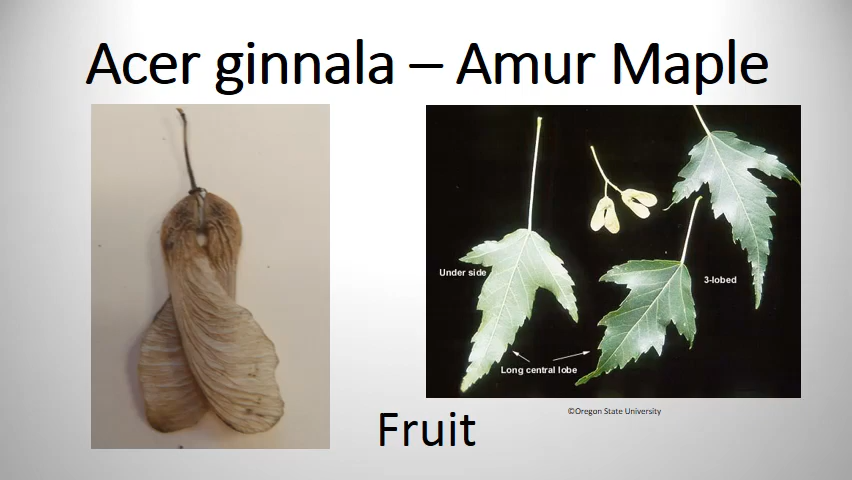 Acer ginnala – Amur Maple
Under side
3-lobed
Long central lobe
©Oregon State University
Fruit